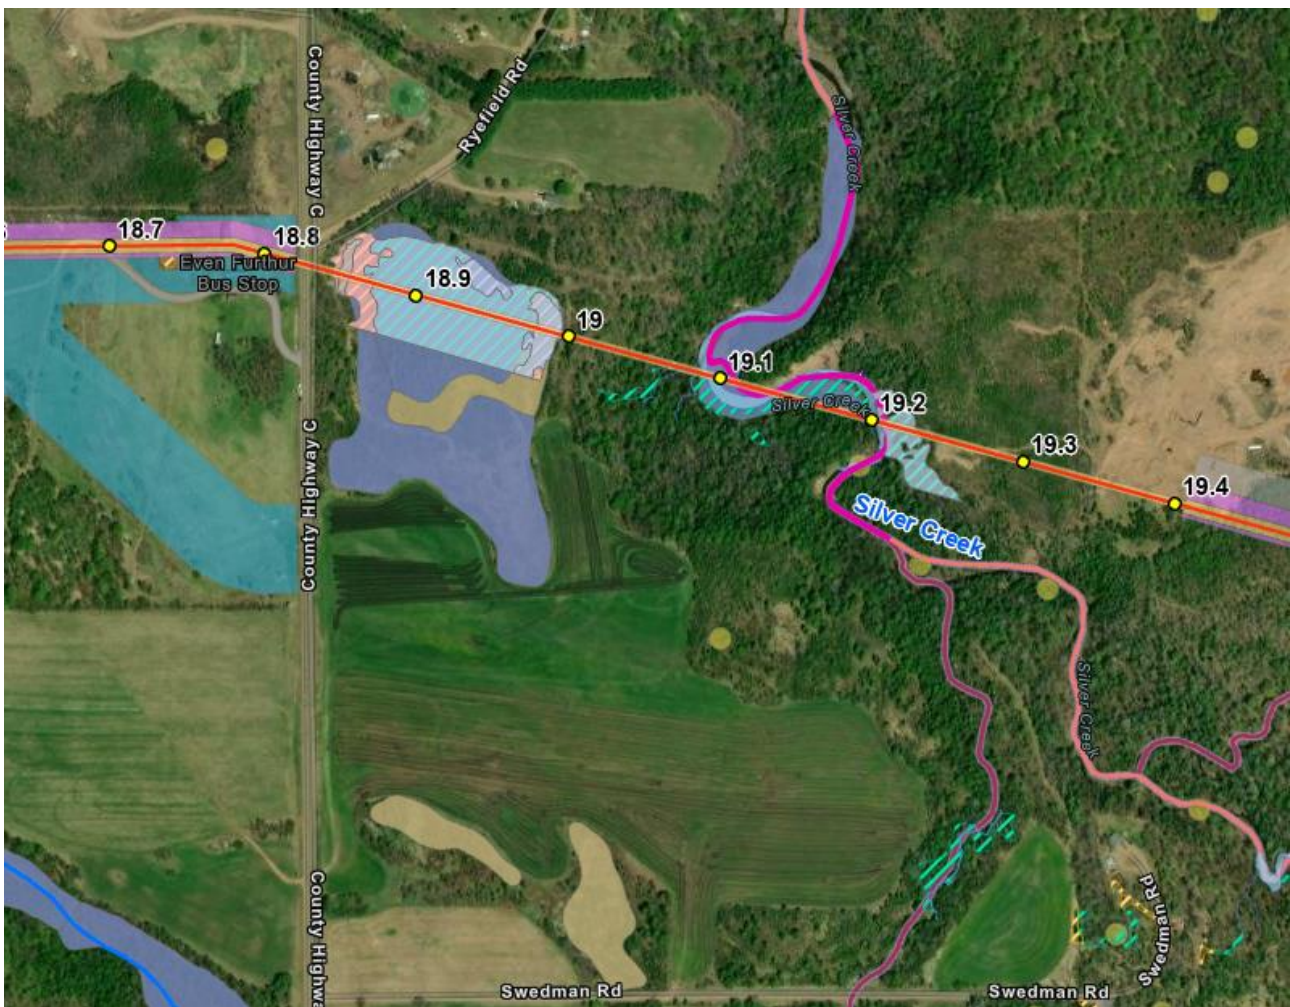 County Highway C
Ryefield Rd
Silver Creek
18.7
18.8
Even Furthur
Bus Stop
18.9
19
19.1
Silver Creek
19.2
19.3
19.4
County Highway C
Silver Creek
Silver Creek
County Highwa
Swedman Rd
Swedman Rd
Swedman Rd